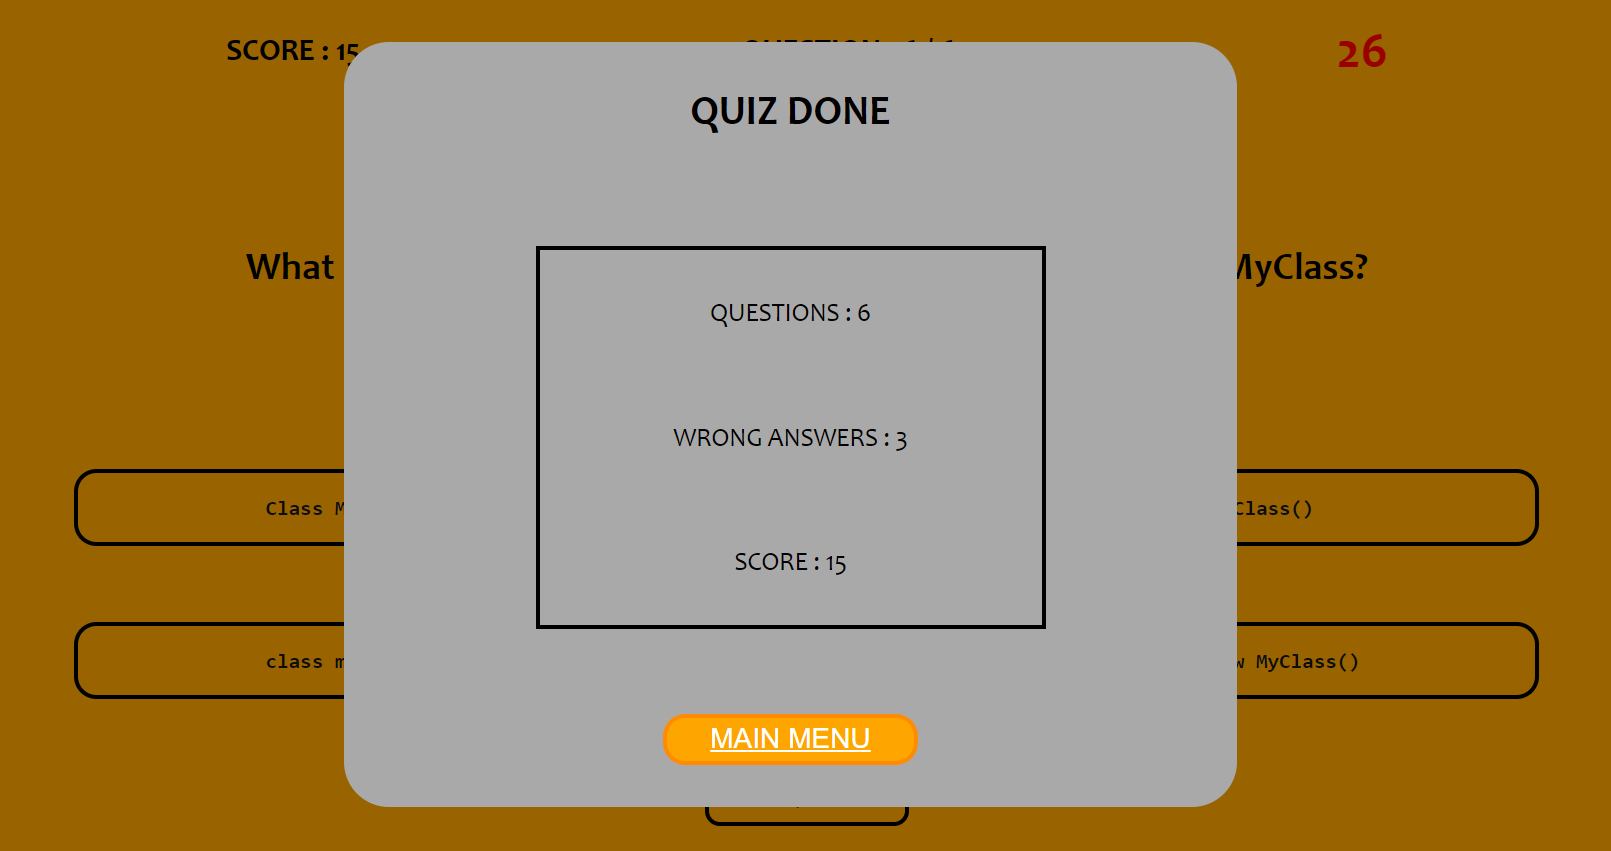 SCORE : 15
26
QUIZ DONE
What
MyClass?
QUESTIONS : 6
WRONG ANSWERS : 3
Class M
Class()
SCORE : 15
class m
w MyClass()
MAIN MENU